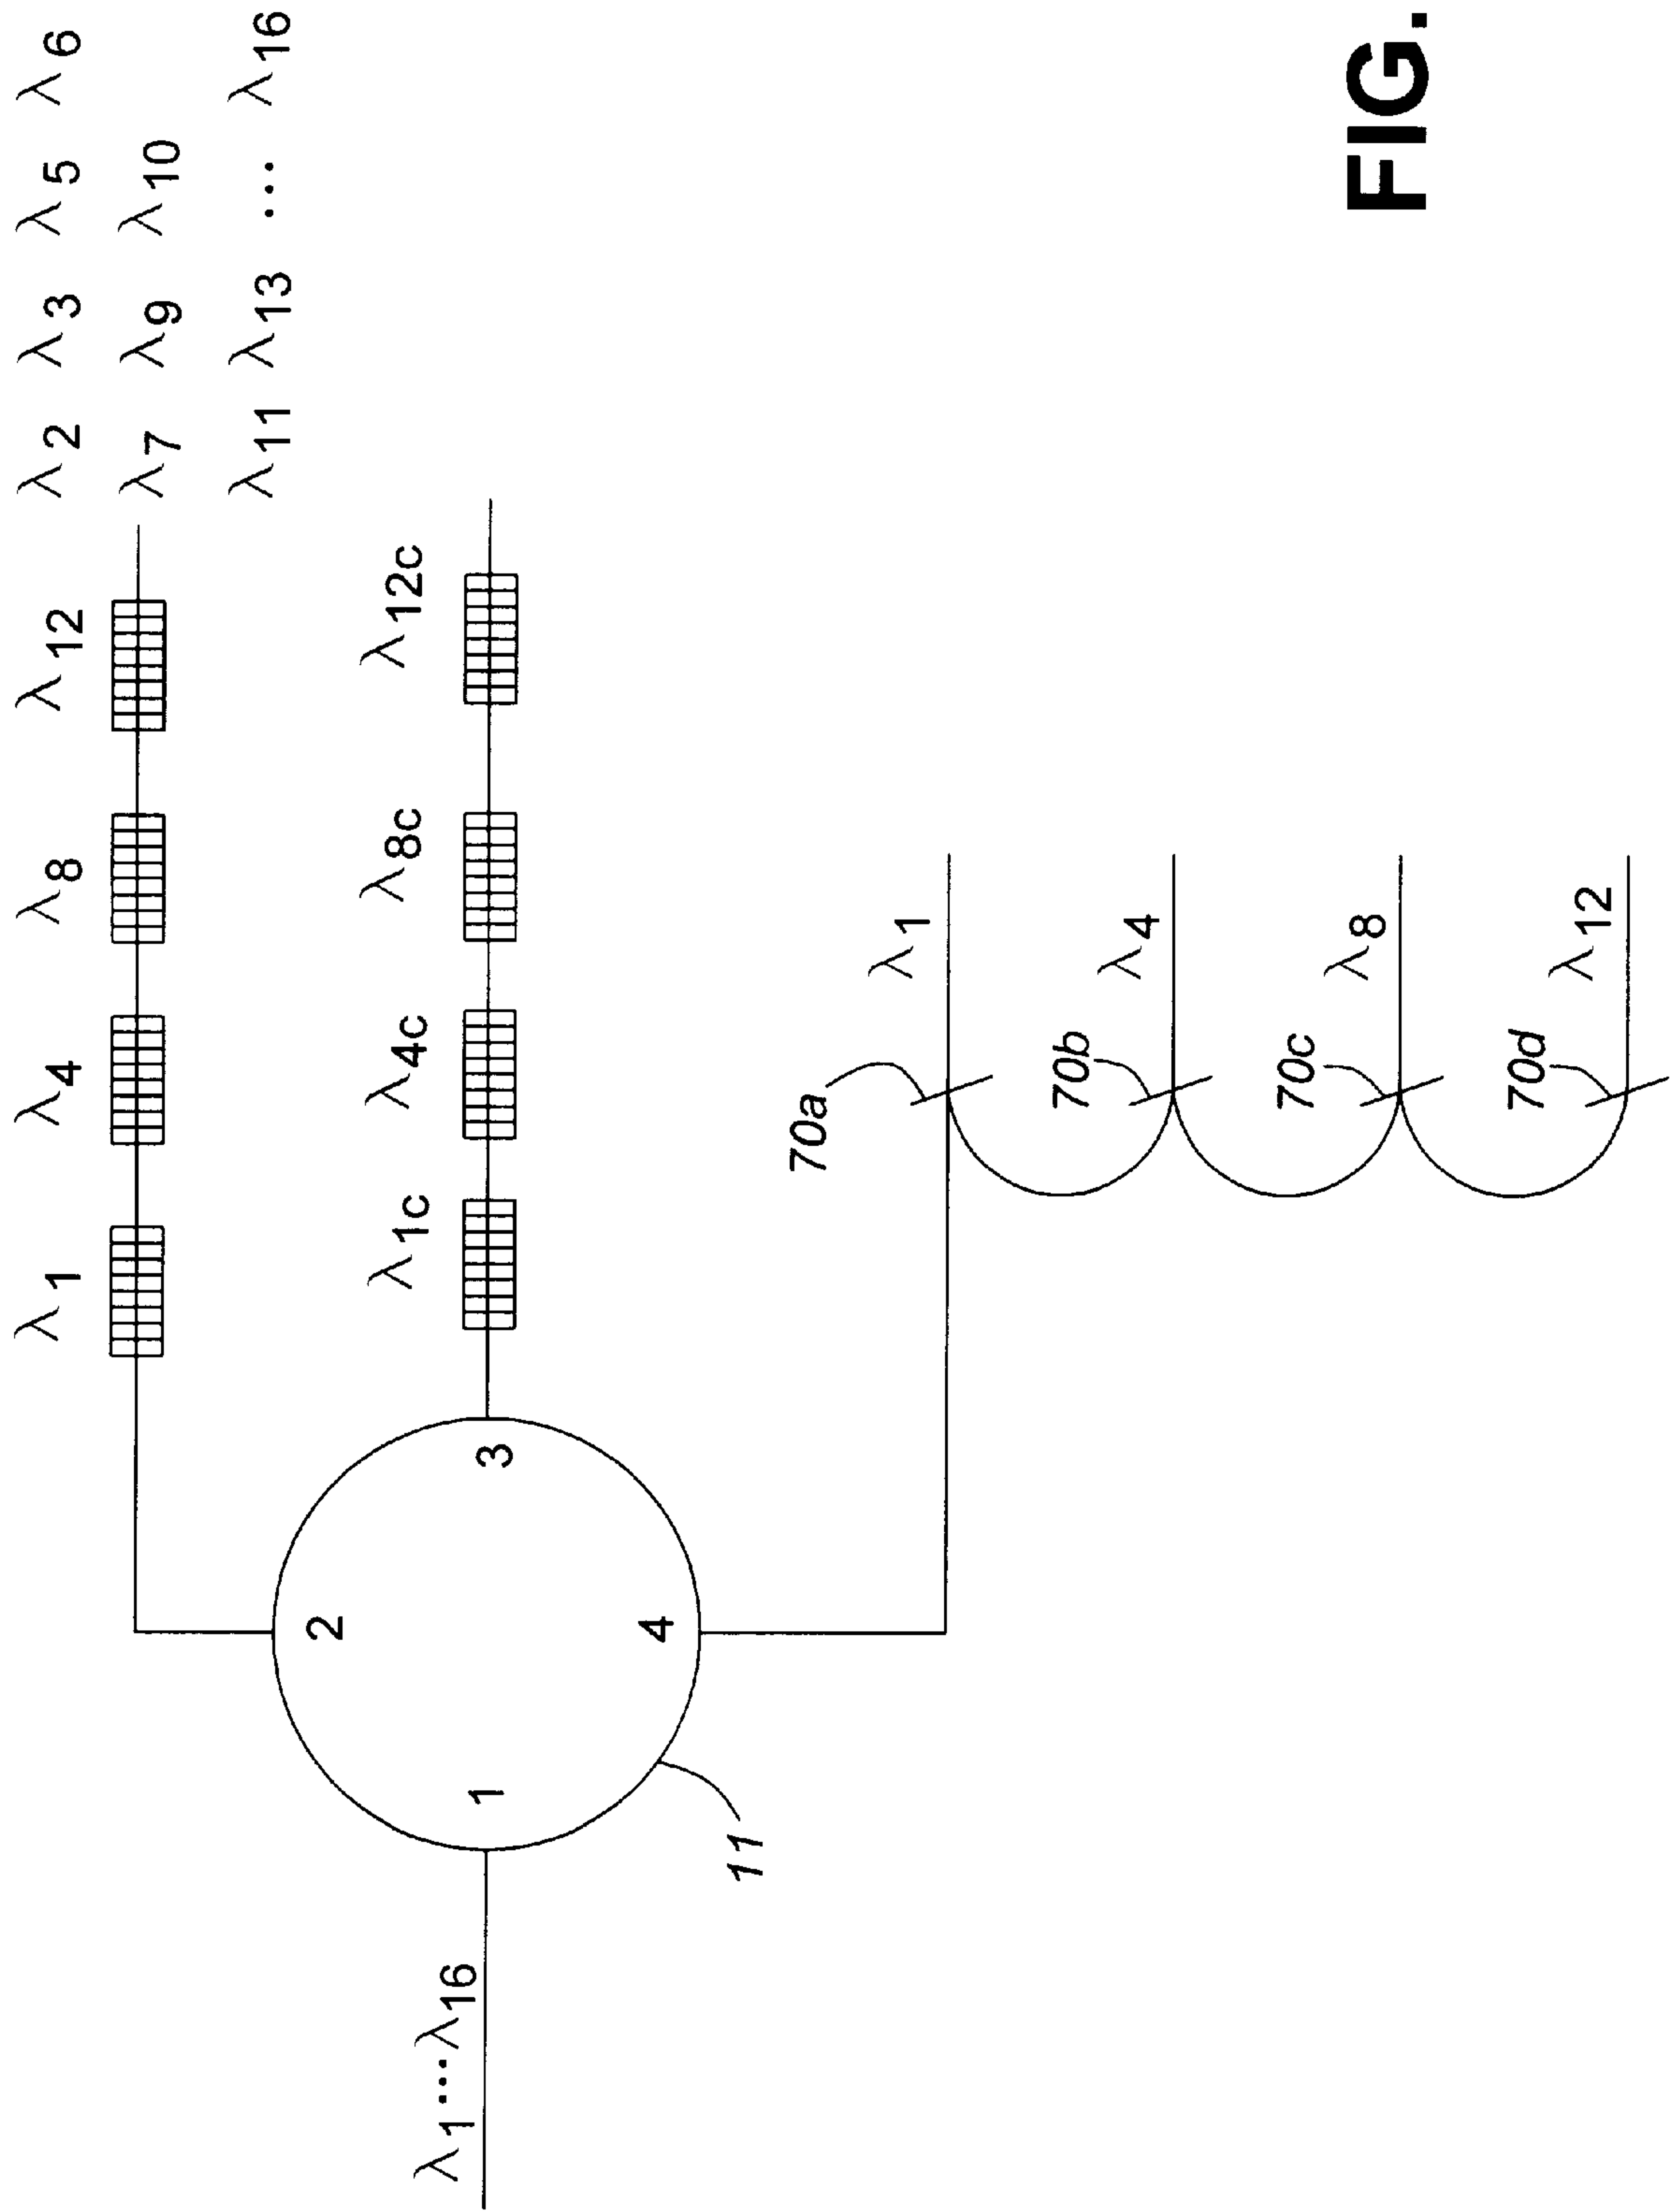 λ1 λ4 λ8 λ12
λ2 λ3 λ5 λ6
λ7 λ9 λ10
λ11 λ13 ... λ16
λ1c λ4c λ8c λ12c
λ1...λ16
1
2
3
4
11
70a
λ1
70b
λ4
70c
λ8
70d
λ12
FIG.